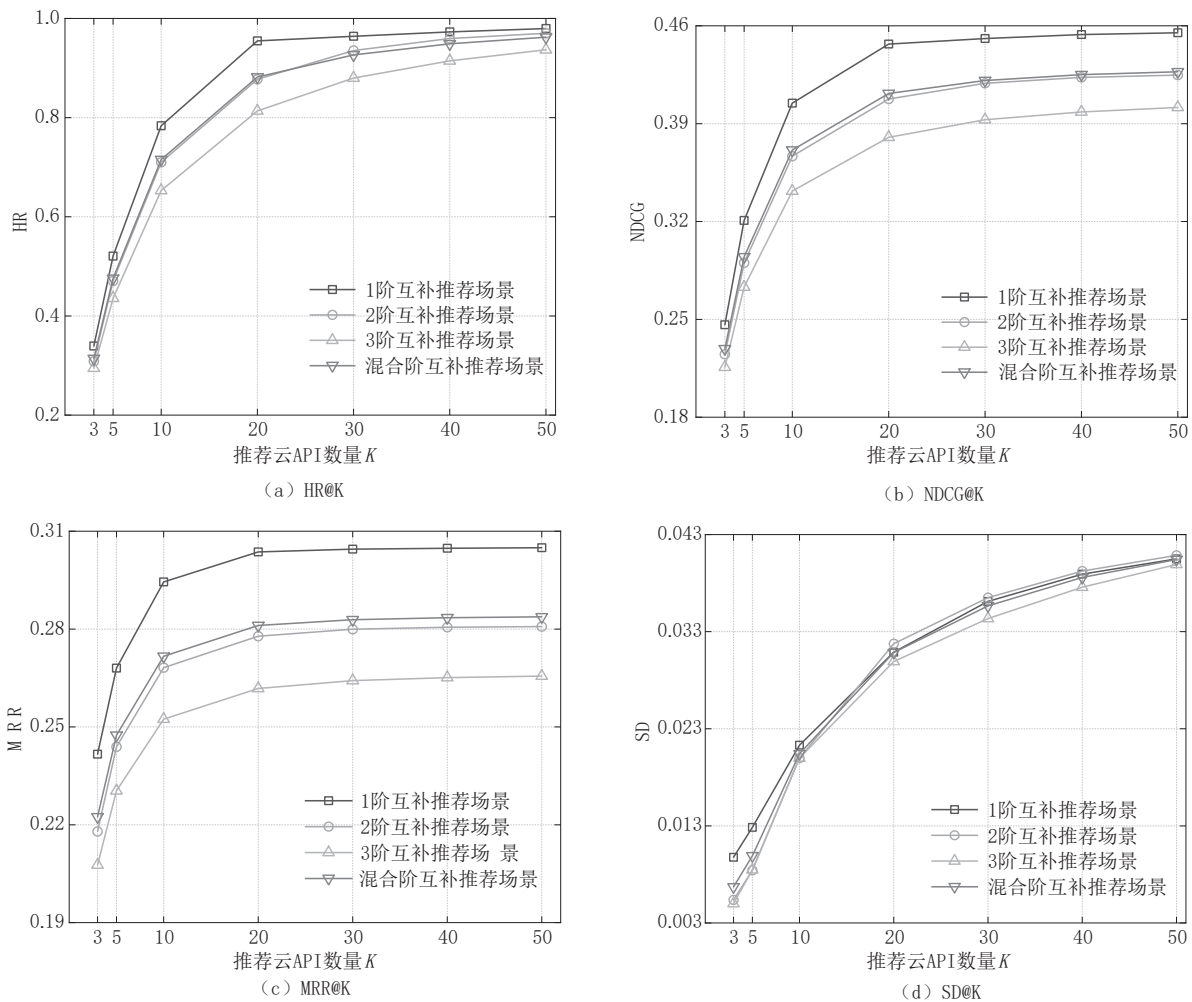 1.0
0.8
0.6
0.4
0.2
HR
1阶互补推荐场景
2阶互补推荐场景
3阶互补推荐场景
混合阶互补推荐场景
3 5 10 20 30 40 50
推荐云API数量K
（a）HR@K
0.46
0.39
0.32
0.25
0.18
NDCG
1阶互补推荐场景
2阶互补推荐场景
3阶互补推荐场景
混合阶互补推荐场景
3 5 10 20 30 40 50
推荐云API数量K
（b）NDCG@K
0.31
0.28
0.25
0.22
0.19
M R R
1阶互补推荐场景
2阶互补推荐场景
3阶互补推荐场 景
混合阶互补推荐场景
3 5 10 20 30 40 50
推荐云API数量K
（c）MRR@K
0.043
0.033
0.023
0.013
0.003
SD
1阶互补推荐场景
2阶互补推荐场景
3阶互补推荐场景
混合阶互补推荐场景
3 5 10 20 30 40 50
推荐云API数量K
（d）SD@K